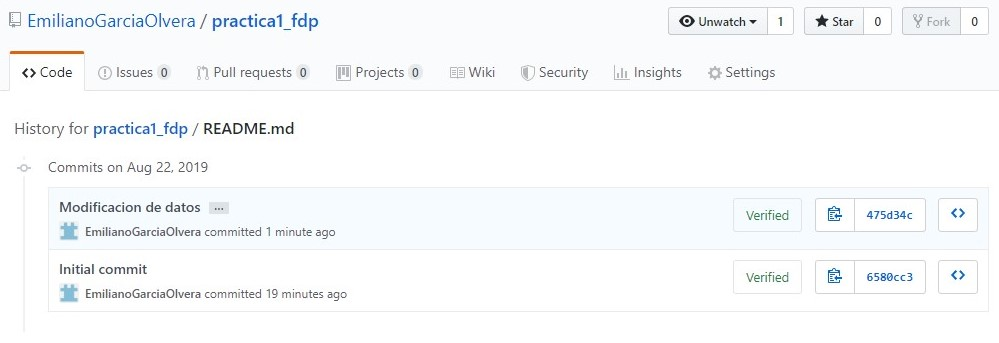 EmilianoGarciaOlvera / practica1_fdp
Unwatch 1 Star 0 Fork 0
<> Code Issues 0 Pull requests 0 Projects 0 Wiki Security Insights Settings
History for practica1_fdp / README.md
Commits on Aug 22, 2019
Modificacion de datos ...
EmilianoGarciaOlvera committed 1 minute ago
Verified 475d34c <>
Initial commit
EmilianoGarciaOlvera committed 19 minutes ago
Verified 6580cc3 <>